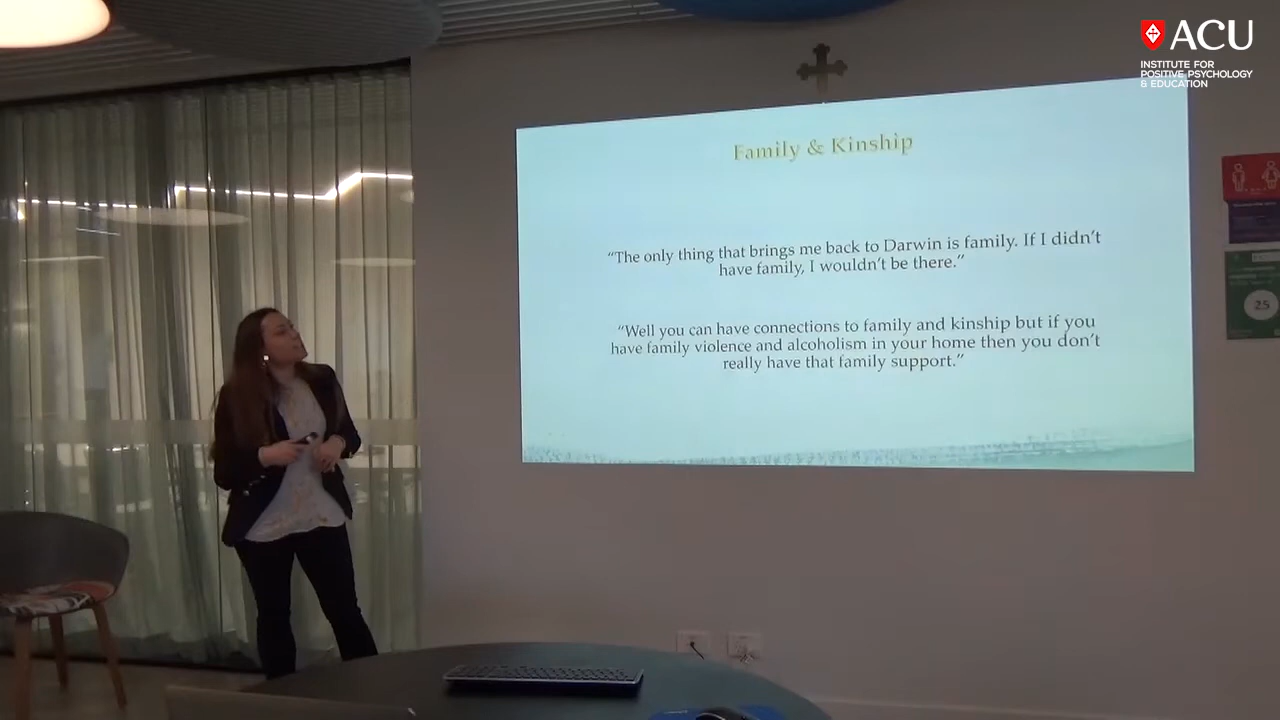 ACU
INSTITUTE FOR
POSITIVE PSYCHOLOGY
& EDUCATION
Family & Kinship
“The only thing that brings me back to Darwin is family. If I didn’t
have family, I wouldn’t be there.”
“Well you can have connections to family and kinship but if you
have family violence and alcoholism in your home then you don’t
really have that family support.”
25